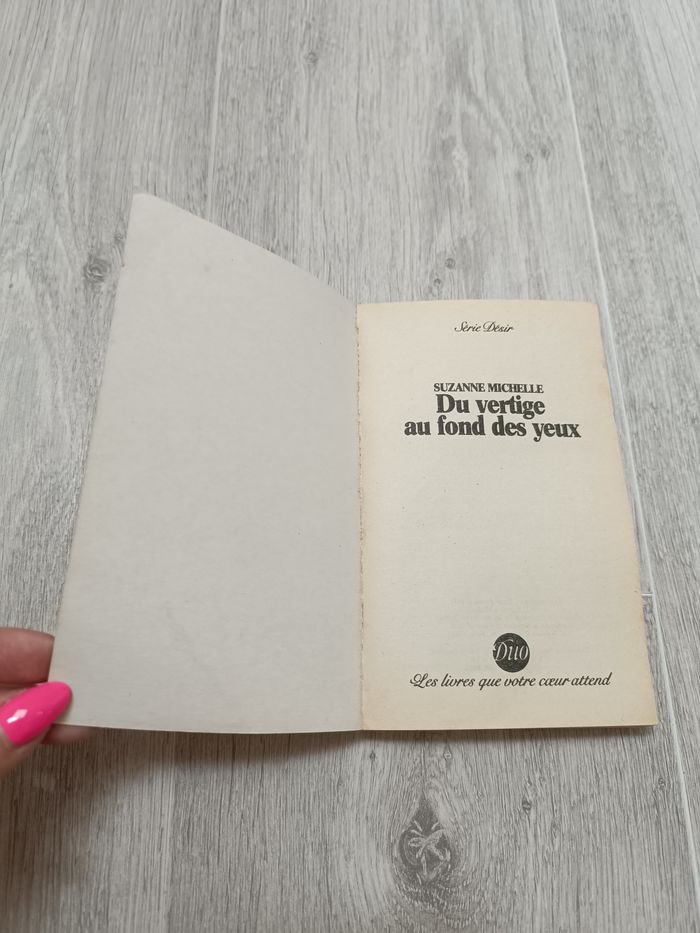 Série Désir
SUZANNE MICHELLE
Du vertige
au fond des yeux
Duo
Les livres que votre cœur attend